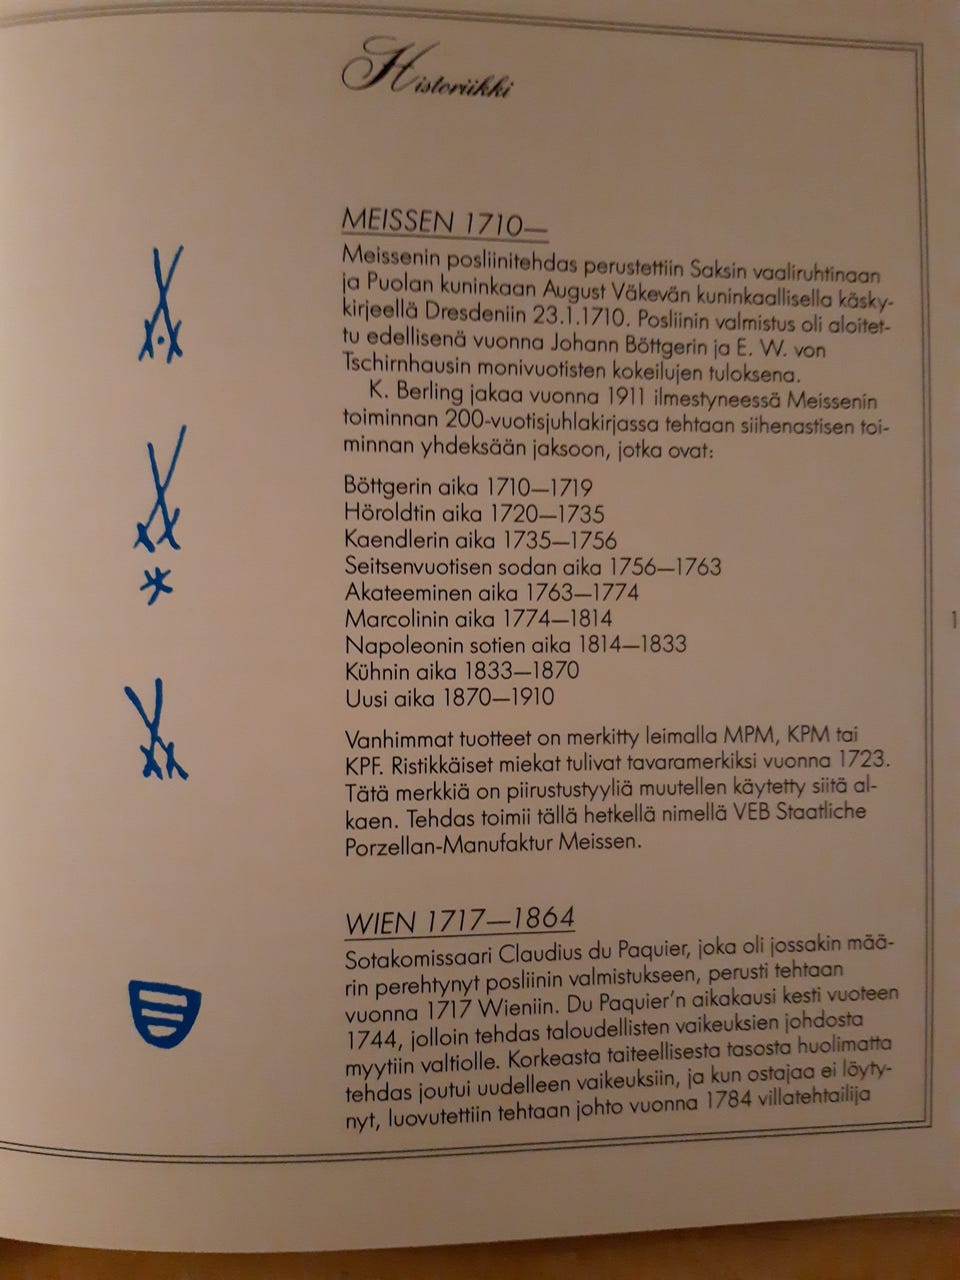 Historiikki
MEISSEN 1710—
Meissenin posliinitehdas perustettiin Saksin vaaliruhtinaan
ja Puolan kuninkaan August Väkevän kuninkaallisella käsky-
kirjeellä Dresdeniin 23.1.1710. Posliinin valmistus oli aloitet-
tu edellisenä vuonna Johann Böttgerin ja E. W. von
Tschirnhausin monivuotisten kokeilujen tuloksena.
K. Berling jakaa vuonna 1911 ilmestyneessä Meissenin
toiminnan 200-vuotisjuhlakirjassa tehtaan siihenastisen toi-
minnan yhdeksään jaksoon, jotka ovat:
Böttgerin aika 1710—1719
Höroldtin aika 1720—1735
Kaendlerin aika 1735—1756
Seitsenvuotisen sodan aika 1756—1763
Akateeminen aika 1763—1774
Marcolinin aika 1774—1814
Napoleonin sotien aika 1814—1833
Kühnin aika 1833—1870
Uusi aika 1870—1910
Vanhimmat tuotteet on merkitty leimalla MPM, KPM tai
KPF. Ristikkäiset miekat tulivat tavaramerkiksi vuonna 1723.
Tätä merkkiä on piirustustyyliä muutellen käytetty siitä al-
kaen. Tehdas toimii tällä hetkellä nimellä VEB Staatliche
Porzellan-Manufaktur Meissen.
WIEN 1717—1864
Sotakomissaari Claudius du Paquier, joka oli jossakin mää-
rin perehtynyt posliinin valmistukseen, perusti tehtaan
vuonna 1717 Wieniin. Du Paquier'n aikakausi kesti vuoteen
1744, jolloin tehdas taloudellisten vaikeuksien johdosta
myytiin valtiolle. Korkeasta taiteellisesta tasosta huolimatta
tehdas joutui uudelleen vaikeuksiin, ja kun ostajaa ei löyty-
nyt, luovutettiin tehtaan johto vuonna 1784 villatehtailija